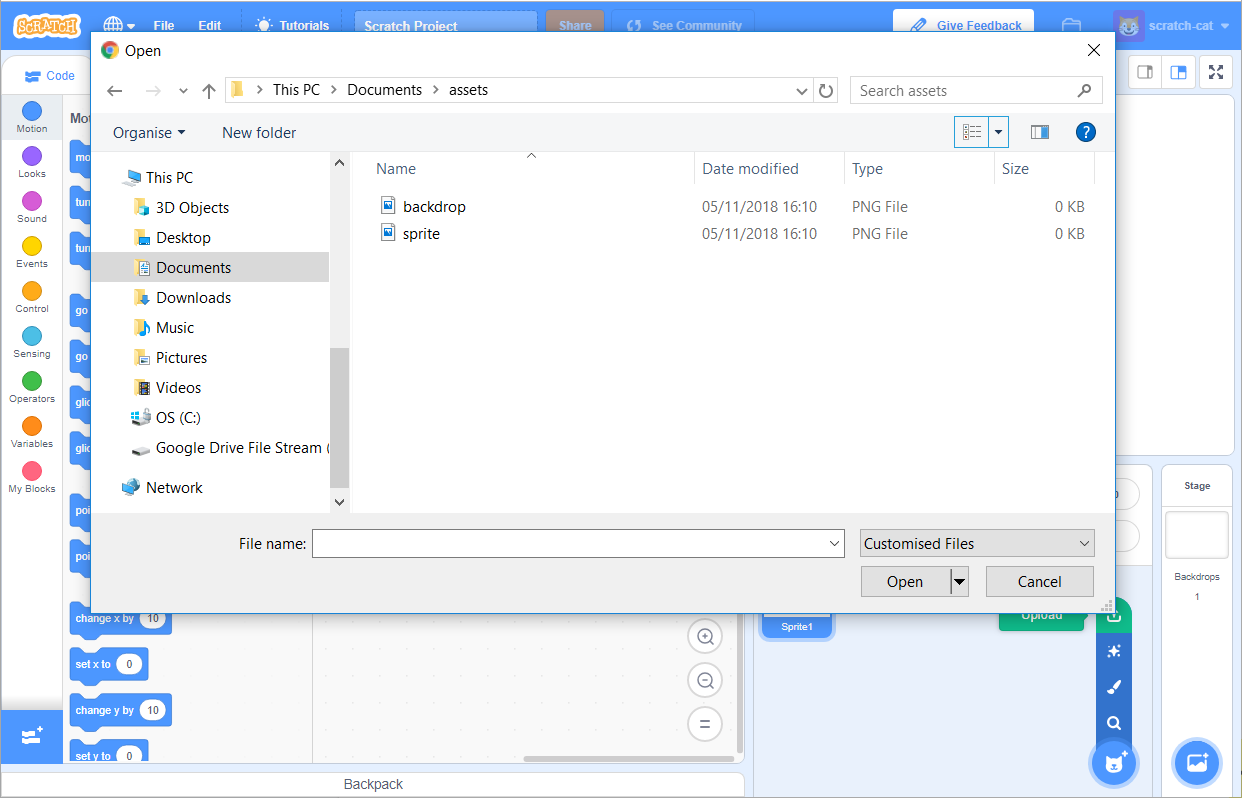 SCRATCH File Edit Tutorials Scratch Project Share See Community Give Feedback scratch-cat
Open
This PC Documents assets Search assets
Organise New folder
Name Date modified Type Size
backdrop 05/11/2018 16:10 PNG File 0 KB
sprite 05/11/2018 16:10 PNG File 0 KB
This PC
3D Objects
Desktop
Documents
Downloads
Music
Pictures
Videos
OS (C:)
Google Drive File Stream (
Network
File name: Customised Files
Open Cancel
Code
Motion
Looks
Sound
Events
Control
Sensing
Operators
Variables
My Blocks
Mot
mo
turn
turn
go
go
glid
glid
poi
poi
change x by 10
set x to 0
change y by 10
set y to 0
=
Backpack
Sprite1
Upload
Stage
Backdrops
1